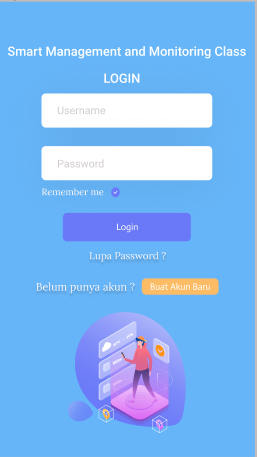 Smart Management and Monitoring Class
LOGIN
Username
Password
Remember me
Login
Lupa Password ?
Belum punya akun ? Buat Akun Baru